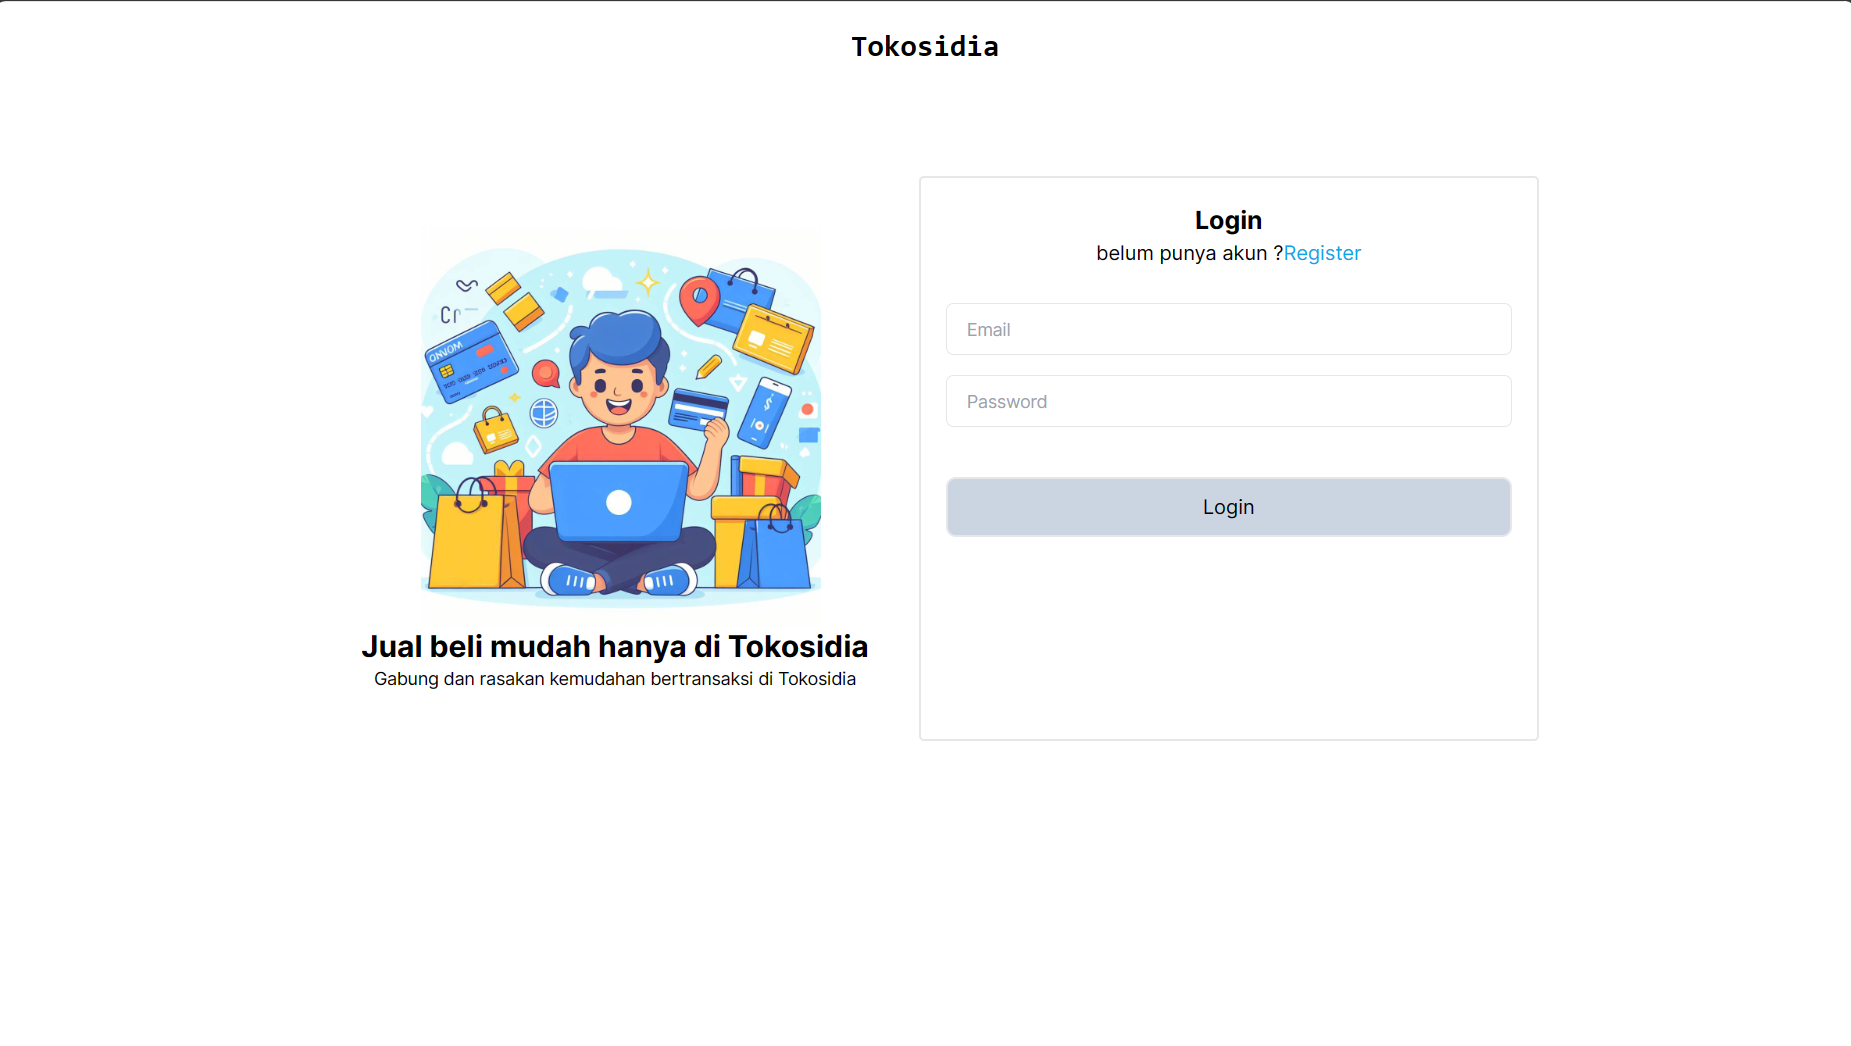 Tokosidia
Cr
ONVOM
Jual beli mudah hanya di Tokosidia
Gabung dan rasakan kemudahan bertransaksi di Tokosidia
Login
belum punya akun ?Register
Email
Password
Login